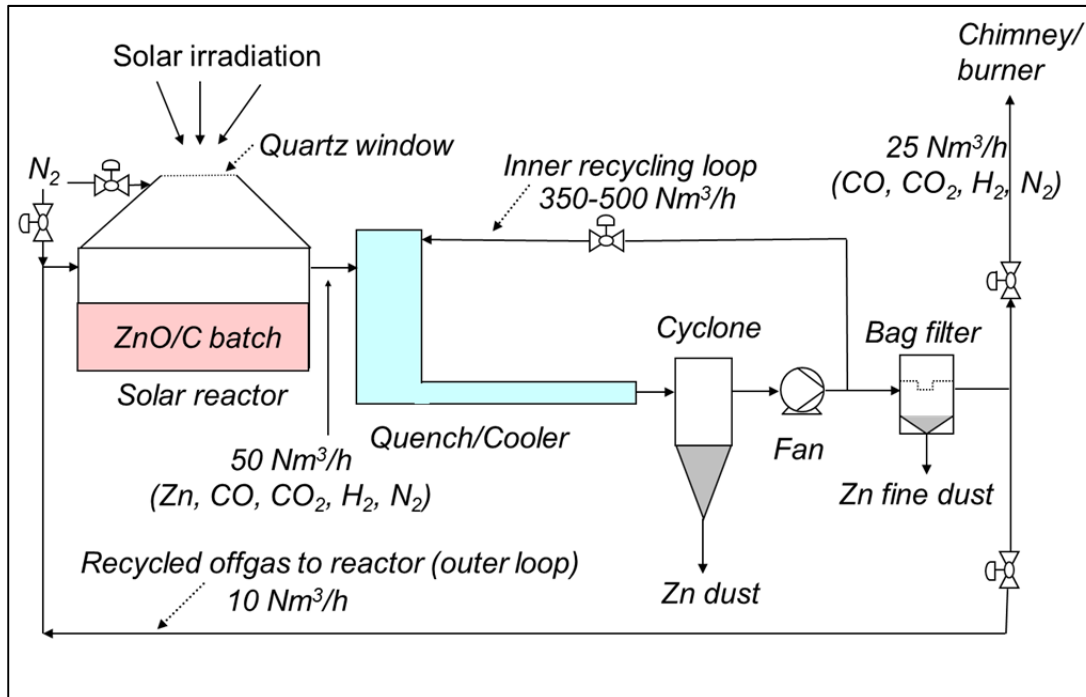 Solar irradiation
Chimney/
burner
N₂
Quartz window
Inner recycling loop
350-500 Nm³/h
25 Nm³/h
(CO, CO₂, H₂, N₂)
ZnO/C batch
Solar reactor
Cyclone
Bag filter
Quench/Cooler
Fan
50 Nm³/h
(Zn, CO, CO₂, H₂, N₂)
Zn fine dust
Recycled offgas to reactor (outer loop)
10 Nm³/h
Zn dust